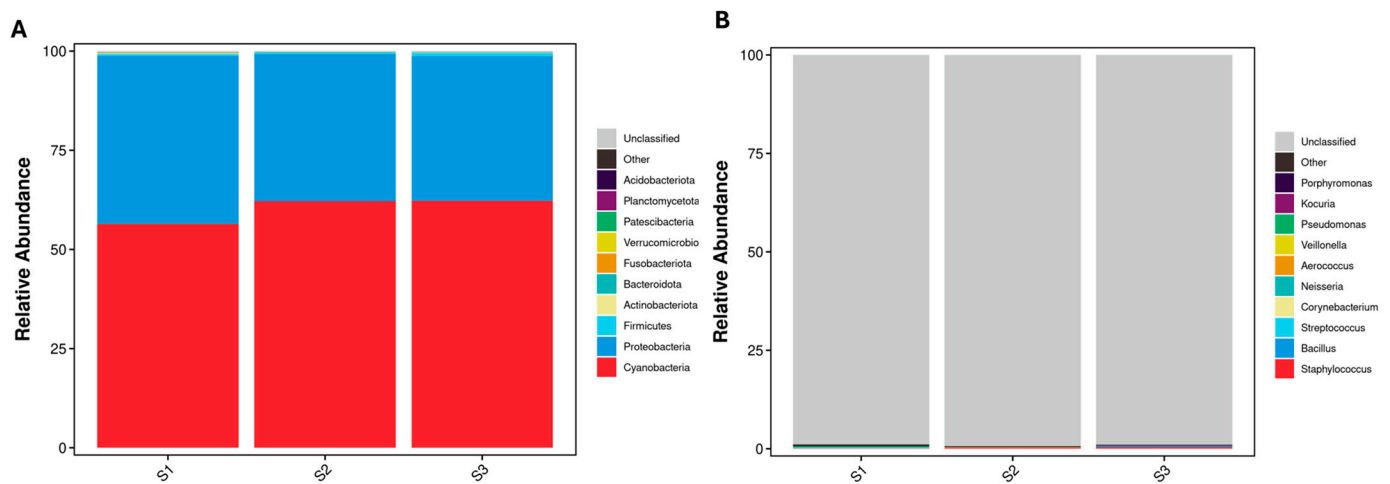 A
Relative Abundance
100
75
50
25
0
S1
S2
S3
Unclassified
Other
Acidobacteriota
Planctomycetota
Patescibacteria
Verrucomicrobio
Fusobacteriota
Bacteroidota
Actinobacteriota
Firmicutes
Proteobacteria
Cyanobacteria
B
Relative Abundance
100
75
50
25
0
S1
S2
S3
Unclassified
Other
Porphyromonas
Kocuria
Pseudomonas
Veillonella
Aerococcus
Neisseria
Corynebacterium
Streptococcus
Bacillus
Staphylococcus